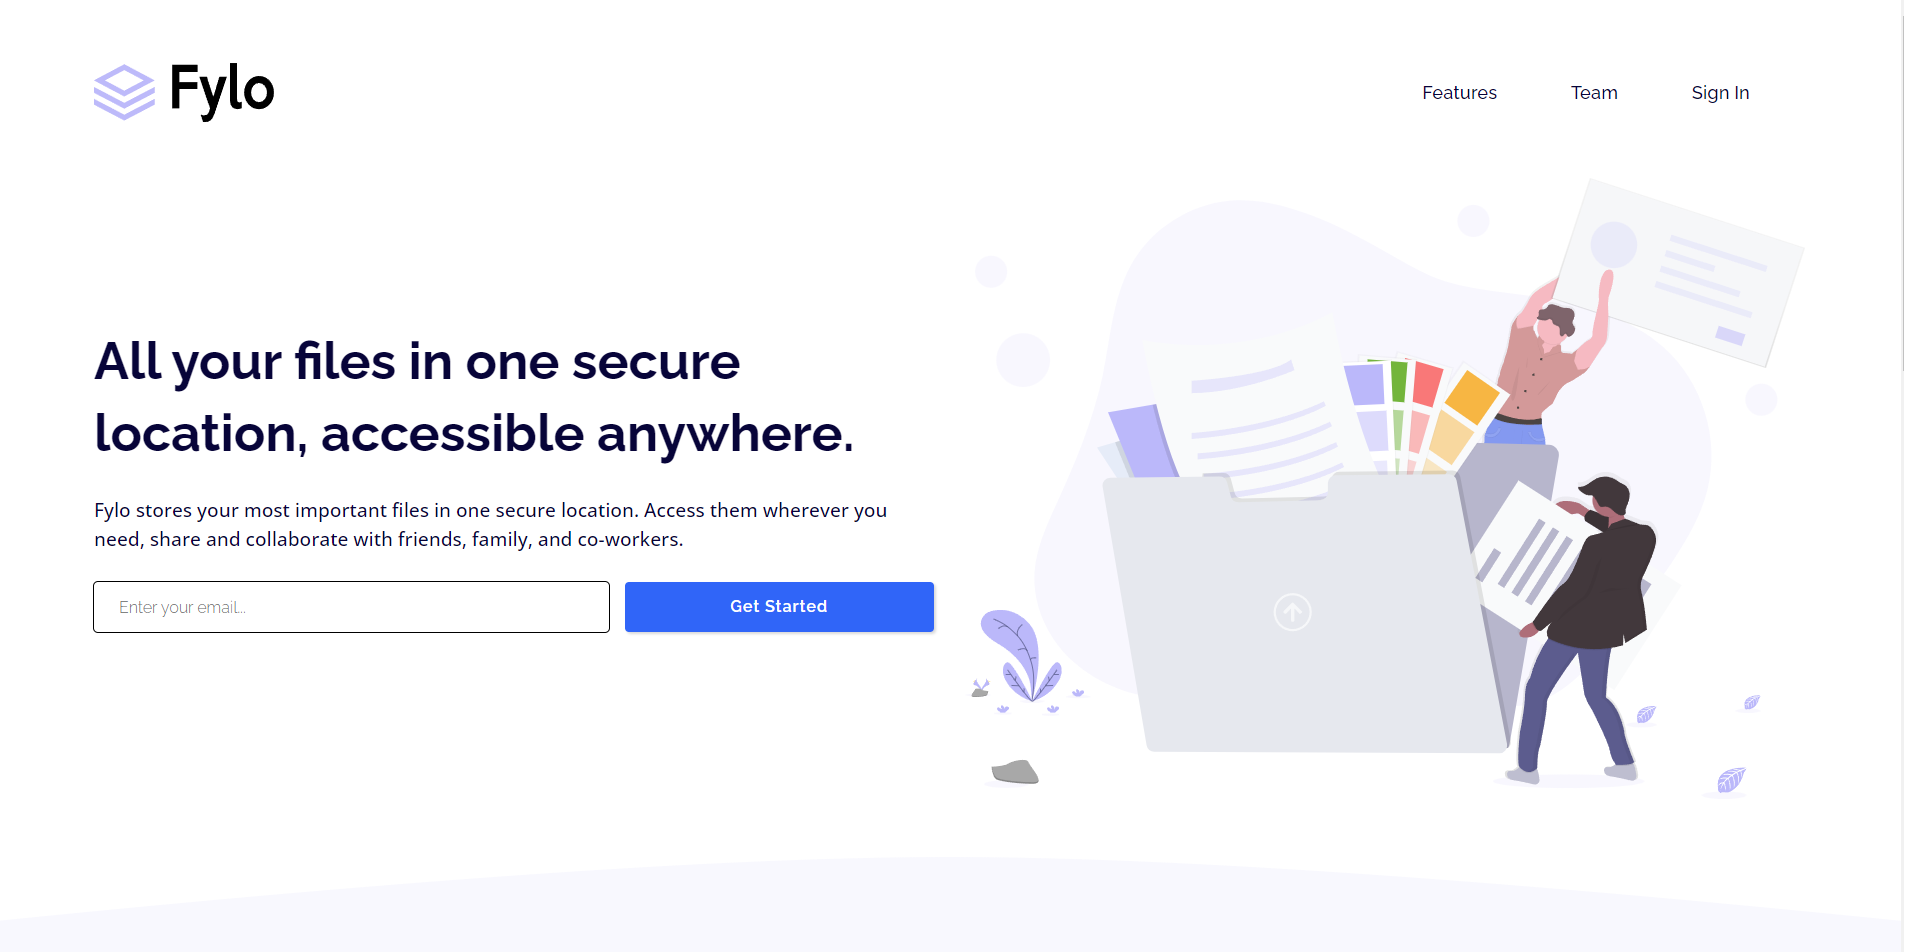 Fylo
Features
Team
Sign In
All your files in one secure
location, accessible anywhere.
Fylo stores your most important files in one secure location. Access them wherever you
need, share and collaborate with friends, family, and co-workers.
Enter your email...
Get Started